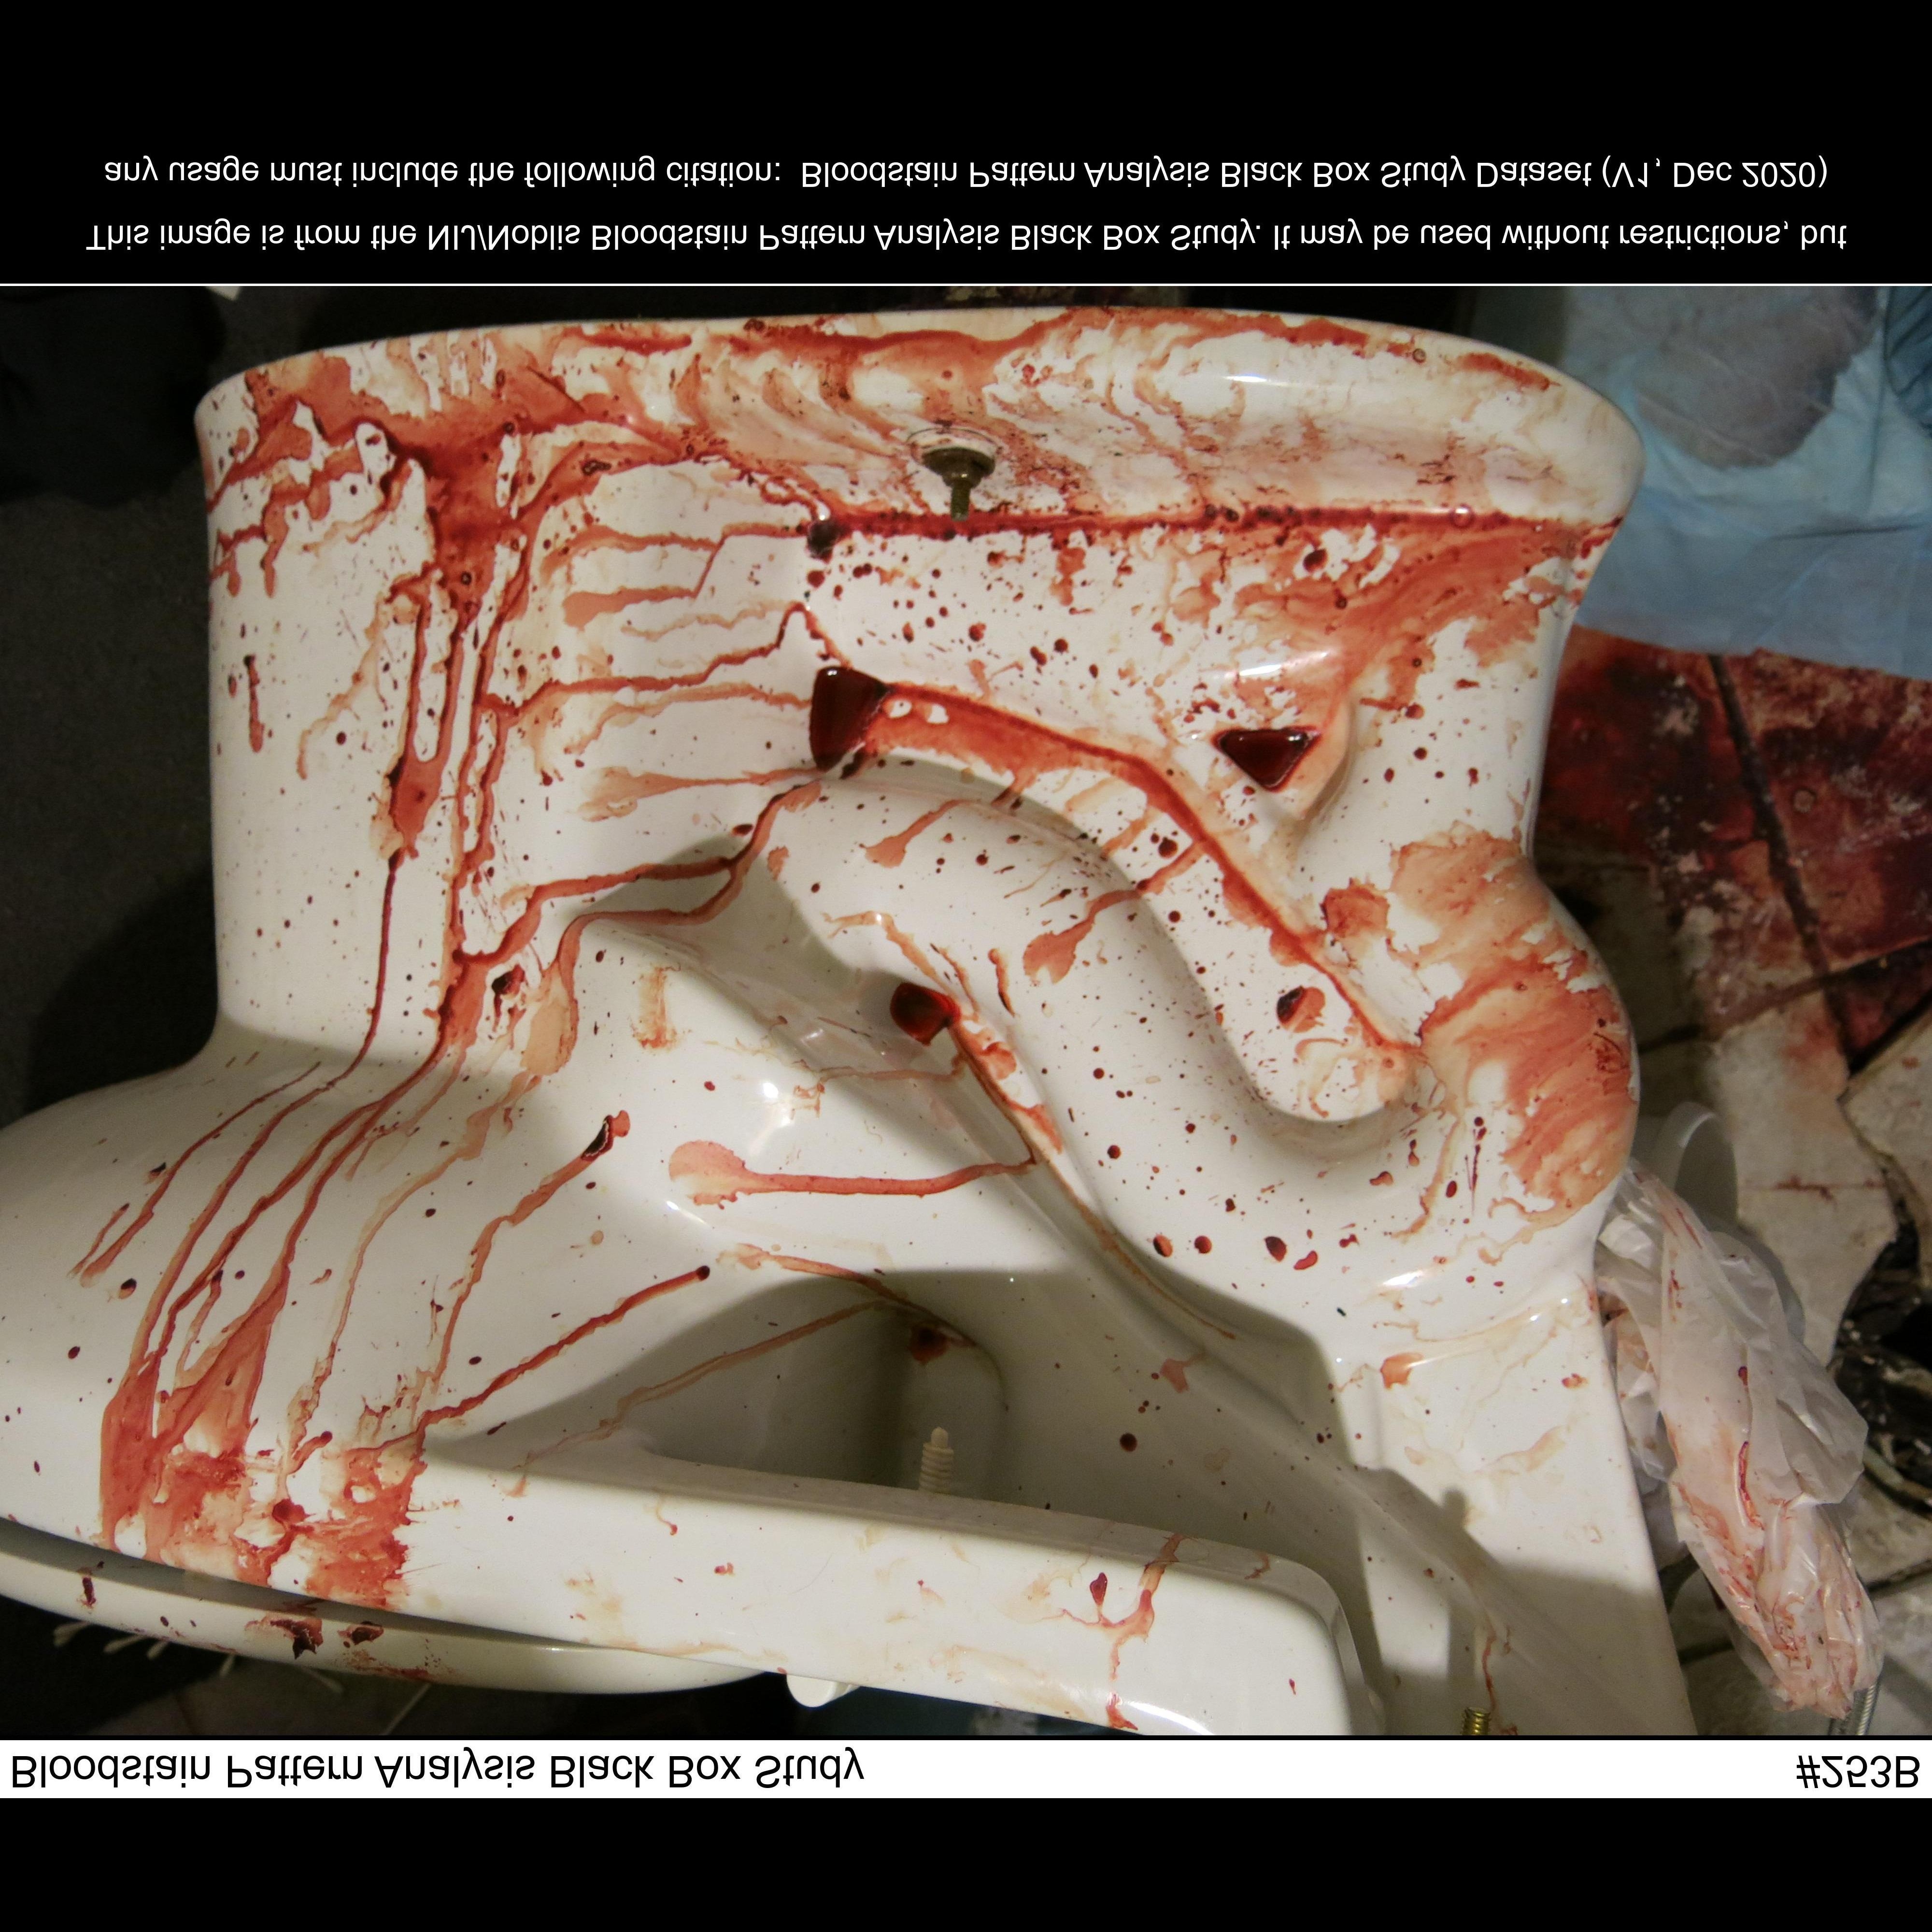 Bloodstain Pattern Analysis Black Box Study #253B
This image is from the NIJ/Noblis Bloodstain Pattern Analysis Black Box Study. It may be used without restrictions, but
any usage must include the following citation: Bloodstain Pattern Analysis Black Box Study Dataset (V1, Dec 2020)